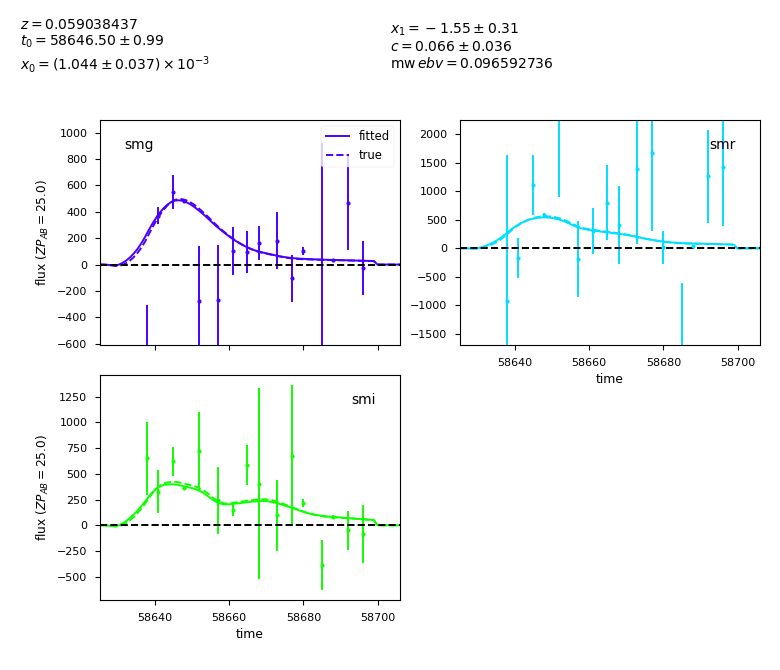 z = 0.059038437
t₀ = 58646.50 ± 0.99
x₀ = (1.044 ± 0.037) × 10⁻³
x₁ = −1.55 ± 0.31
c = 0.066 ± 0.036
mw ebv = 0.096592736
smg
fitted
true
1000
800
600
400
200
0
−200
−400
−600
flux (ZP_AB = 25.0)
smr
2000
1500
1000
500
0
−500
−1000
−1500
58640 58660 58680 58700
time
smi
1250
1000
750
500
250
0
−250
−500
flux (ZP_AB = 25.0)
58640 58660 58680 58700
time